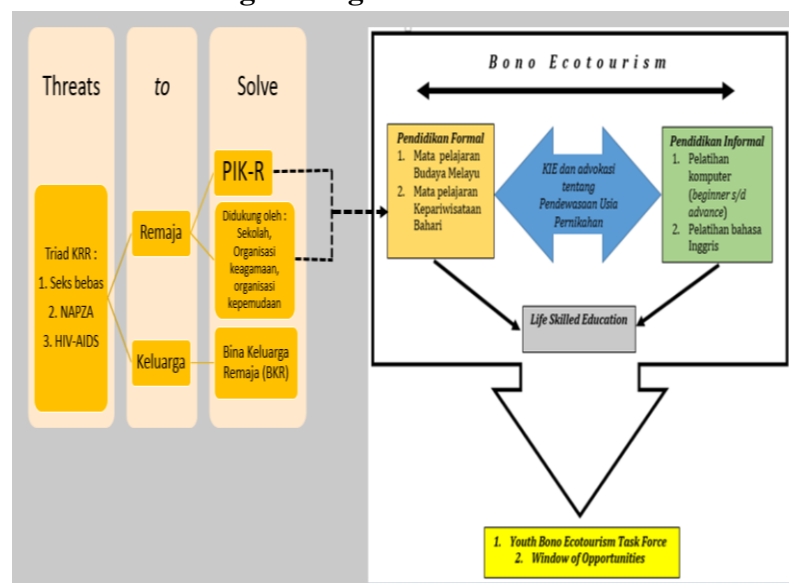 Threats
to
Solve
Triad KRR :
1. Seks bebas
2. NAPZA
3. HIV-AIDS
Remaja
Keluarga
PIK-R
Didukung oleh :
Sekolah,
Organisasi
keagamaan,
organisasi
kepemudaan
Bina Keluarga
Remaja (BKR)
Bono Ecotourism
Pendidikan Formal
1. Mata pelajaran
Budaya Melayu
2. Mata pelajaran
Kepariwisataan
Bahari
KIE dan advokasi
tentang
Pendewasaan Usia
Pernikahan
Pendidikan Informal
1. Pelatihan
komputer
(beginner s/d
advance)
2. Pelatihan bahasa
Inggris
Life Skilled Education
1. Youth Bono Ecotourism Task Force
2. Window of Opportunities